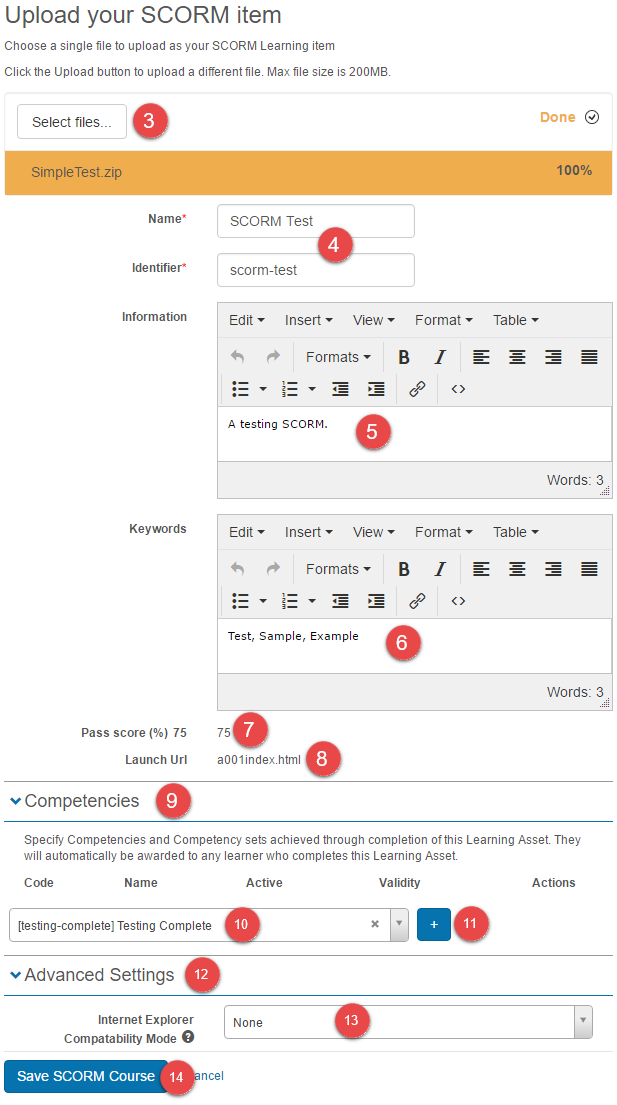 Upload your SCORM item
Choose a single file to upload as your SCORM Learning item
Click the Upload button to upload a different file. Max file size is 200MB.
Select files... 3 Done
SimpleTest.zip 100%
Name* SCORM Test
4
Identifier* scorm-test
Information Edit Insert View Format Table
Formats B I
A testing SCORM. 5
Words: 3
Keywords Edit Insert View Format Table
Formats B I
Test, Sample, Example 6
Words: 3
Pass score (%) 75 75 7
Launch Url a001index.html 8
Competencies 9
Specify Competencies and Competency sets achieved through completion of this Learning Asset. They
will automatically be awarded to any learner who completes this Learning Asset.
Code Name Active Validity Actions
[testing-complete] Testing Complete 10 × + 11
Advanced Settings 12
Internet Explorer
Compatability Mode ? None 13
Save SCORM Course 14 ancel